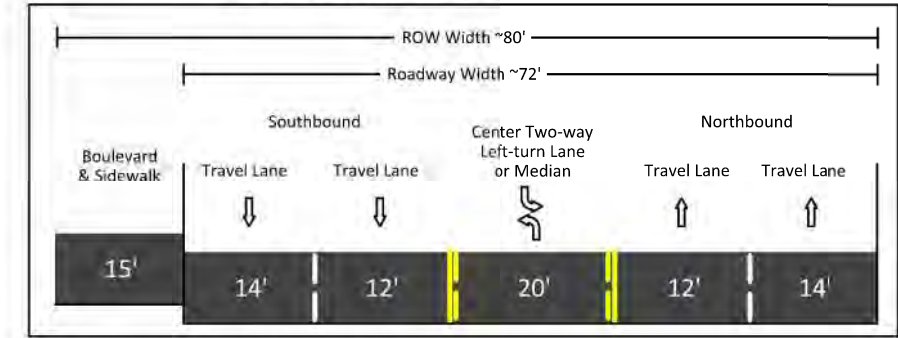 ROW Width ~80'
Roadway Width ~72'
Southbound
Center Two-way
Left-turn Lane
or Median
Northbound
Boulevard
& Sidewalk
Travel Lane
Travel Lane
Travel Lane
Travel Lane
15'
14'
12'
20'
12'
14'